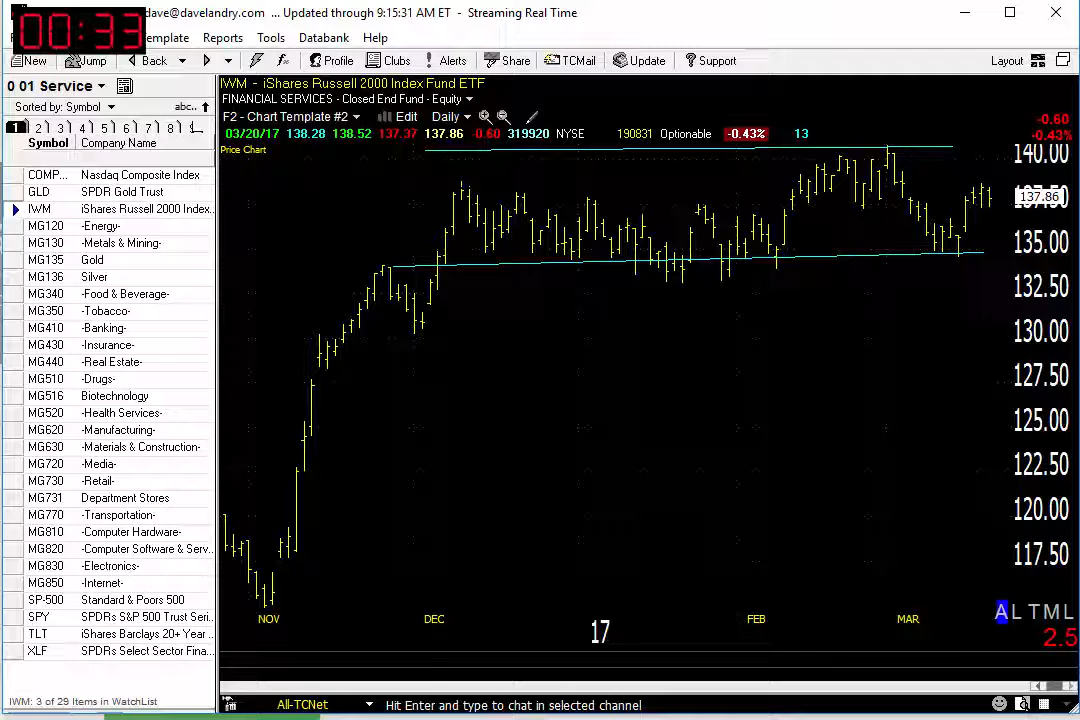 00:33
dave@davelandry.com ... Updated through 9:15:31 AM ET - Streaming Real Time
emplate Reports Tools Databank Help
New Jump Back Profile Clubs Alerts Share TCMail Update Support Layout
0 01 Service
Sorted by: Symbol abc..
1 2 3 4 5 6 7 8
Symbol Company Name
COMP... Nasdaq Composite Index
GLD SPDR Gold Trust
IWM iShares Russell 2000 Index..
MG120 -Energy-
MG130 -Metals & Mining-
MG135 Gold
MG136 Silver
MG340 -Food & Beverage-
MG350 -Tobacco-
MG410 -Banking-
MG430 -Insurance-
MG440 -Real Estate-
MG510 -Drugs-
MG516 Biotechnology
MG520 -Health Services-
MG620 -Manufacturing-
MG630 -Materials & Construction-
MG720 -Media-
MG730 -Retail-
MG731 Department Stores
MG770 -Transportation-
MG810 -Computer Hardware-
MG820 -Computer Software & Serv..
MG830 -Electronics-
MG850 -Internet-
SP-500 Standard & Poors 500
SPY SPDRs S&P 500 Trust Seri..
TLT iShares Barclays 20+ Year ..
XLF SPDRs Select Sector Fina..
IWM: 3 of 29 Items in WatchList
IWM - iShares Russell 2000 Index Fund ETF
FINANCIAL SERVICES - Closed End Fund - Equity
F2 - Chart Template #2 Edit Daily
03/20/17 138.28 138.52 137.37 137.86 -0.60 319920 NYSE 190831 Optionable -0.43% 13
Price Chart
-0.60
-0.43%
140.00
137.50
137.86
135.00
132.50
130.00
127.50
125.00
122.50
120.00
117.50
NOV DEC 17 FEB MAR
A L T M L
2.5
All-TCNet Hit Enter and type to chat in selected channel